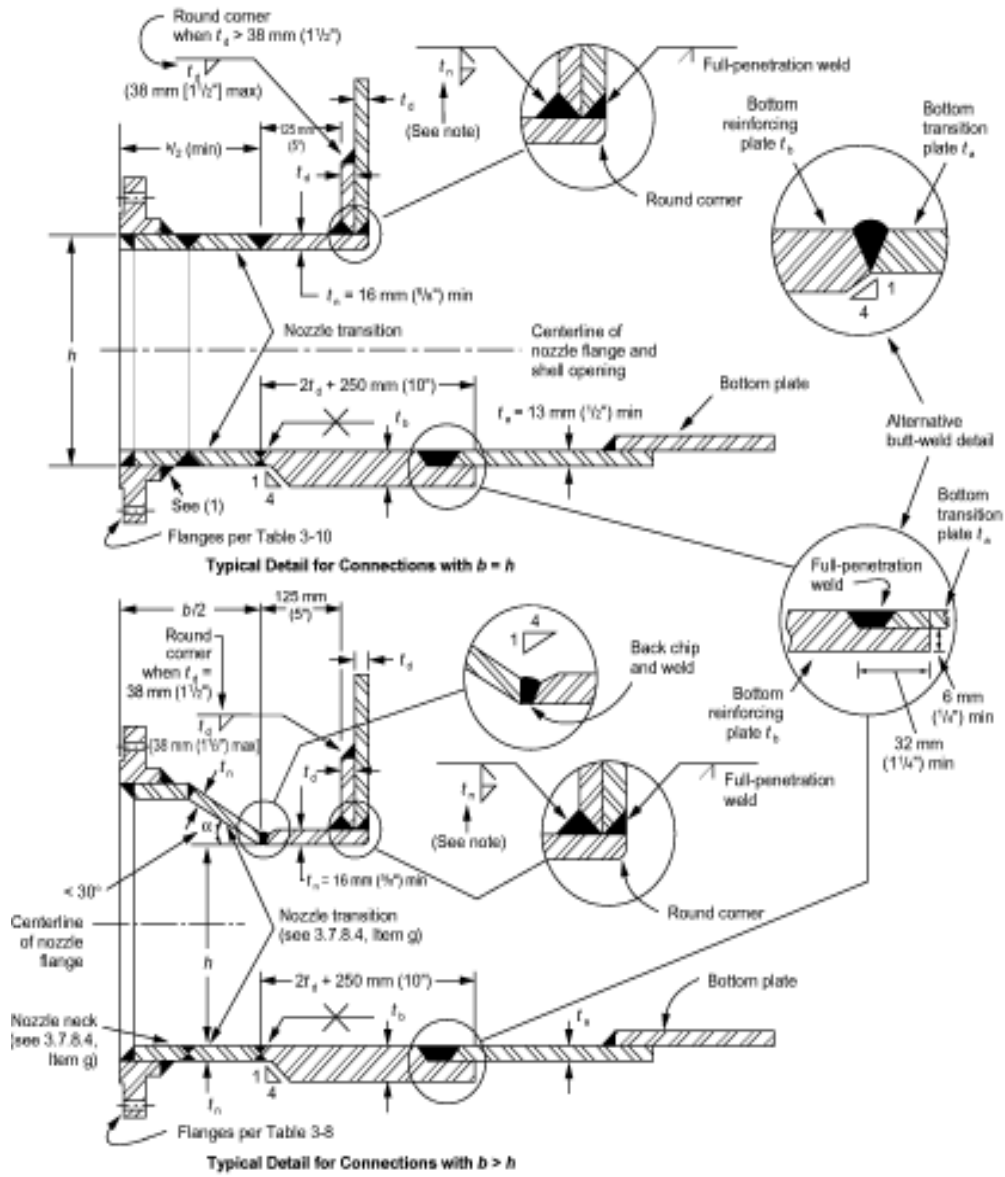 Round corner
when t_d > 38 mm (1½")
t_d
(38 mm [1½"] max)
t_n
(See note)
Full-penetration weld
Round corner
Bottom
reinforcing
plate t_b
Bottom
transition
plate t_a
1
4
t_d
125 mm
(5")
h/2 (min)
t_d
t_n = 16 mm (⅝") min
Nozzle transition
h
Centerline of
nozzle flange and
shell opening
2t_d + 250 mm (10")
t_b
t_a = 13 mm (½") min
Bottom plate
Alternative
butt-weld detail
1
4
See (1)
Flanges per Table 3-10
Typical Detail for Connections with b = h
Bottom
transition
plate t_a
Full-penetration
weld
Bottom
reinforcing
plate t_b
6 mm
(¼") min
32 mm
(1¼") min
b/2
125 mm
(5")
Round
corner
when t_d =
38 mm (1½")
t_d
(38 mm (1½") max)
t_d
4
1
Back chip
and weld
t_n
t_d
t_n
(See note)
Full-penetration
weld
α
t_n = 16 mm (⅝") min
Round corner
< 30°
Centerline
of nozzle
flange
Nozzle transition
(see 3.7.8.4, Item g)
h
2t_d + 250 mm (10")
t_b
t_a
Bottom plate
Nozzle neck
(see 3.7.8.4,
Item g)
t_n
1
4
Flanges per Table 3-8
Typical Detail for Connections with b > h